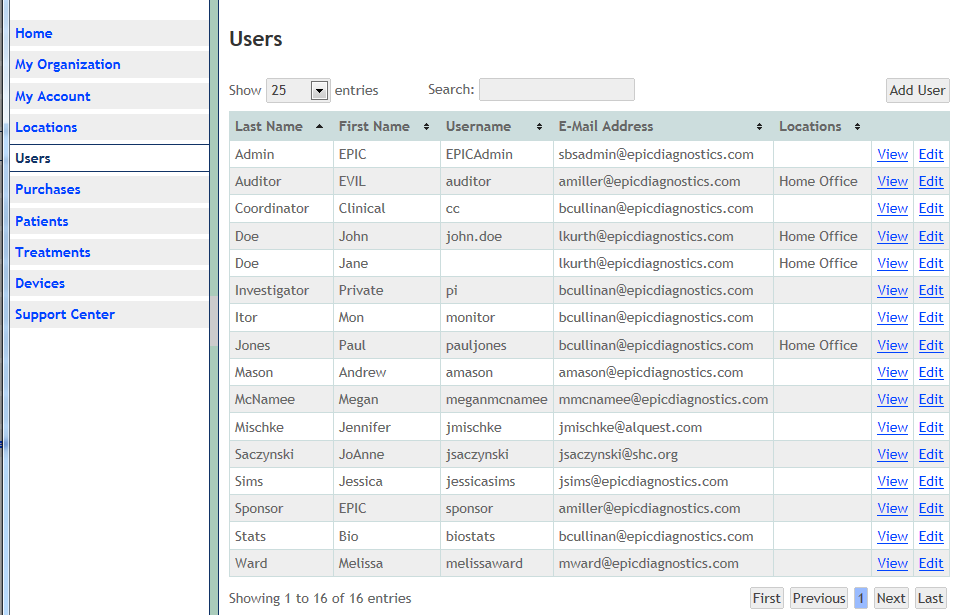 Home
My Organization
My Account
Locations
Users
Purchases
Patients
Treatments
Devices
Support Center
Users
Show 25 entries Search: Add User
Last Name First Name Username E-Mail Address Locations
Admin EPIC EPICAdmin sbsadmin@epicdiagnostics.com View Edit
Auditor EVIL auditor amiller@epicdiagnostics.com Home Office View Edit
Coordinator Clinical cc bcullinan@epicdiagnostics.com View Edit
Doe John john.doe lkurth@epicdiagnostics.com Home Office View Edit
Doe Jane lkurth@epicdiagnostics.com Home Office View Edit
Investigator Private pi bcullinan@epicdiagnostics.com View Edit
Itor Mon monitor bcullinan@epicdiagnostics.com View Edit
Jones Paul pauljones bcullinan@epicdiagnostics.com Home Office View Edit
Mason Andrew amason amason@epicdiagnostics.com View Edit
McNamee Megan meganmcnamee mmcnamee@epicdiagnostics.com View Edit
Mischke Jennifer jmischke jmischke@alquest.com View Edit
Saczynski JoAnne jsaczynski jsaczynski@shc.org View Edit
Sims Jessica jessicasims jsims@epicdiagnostics.com View Edit
Sponsor EPIC sponsor amiller@epicdiagnostics.com View Edit
Stats Bio biostats bcullinan@epicdiagnostics.com View Edit
Ward Melissa melissaward mward@epicdiagnostics.com View Edit
Showing 1 to 16 of 16 entries First Previous 1 Next Last